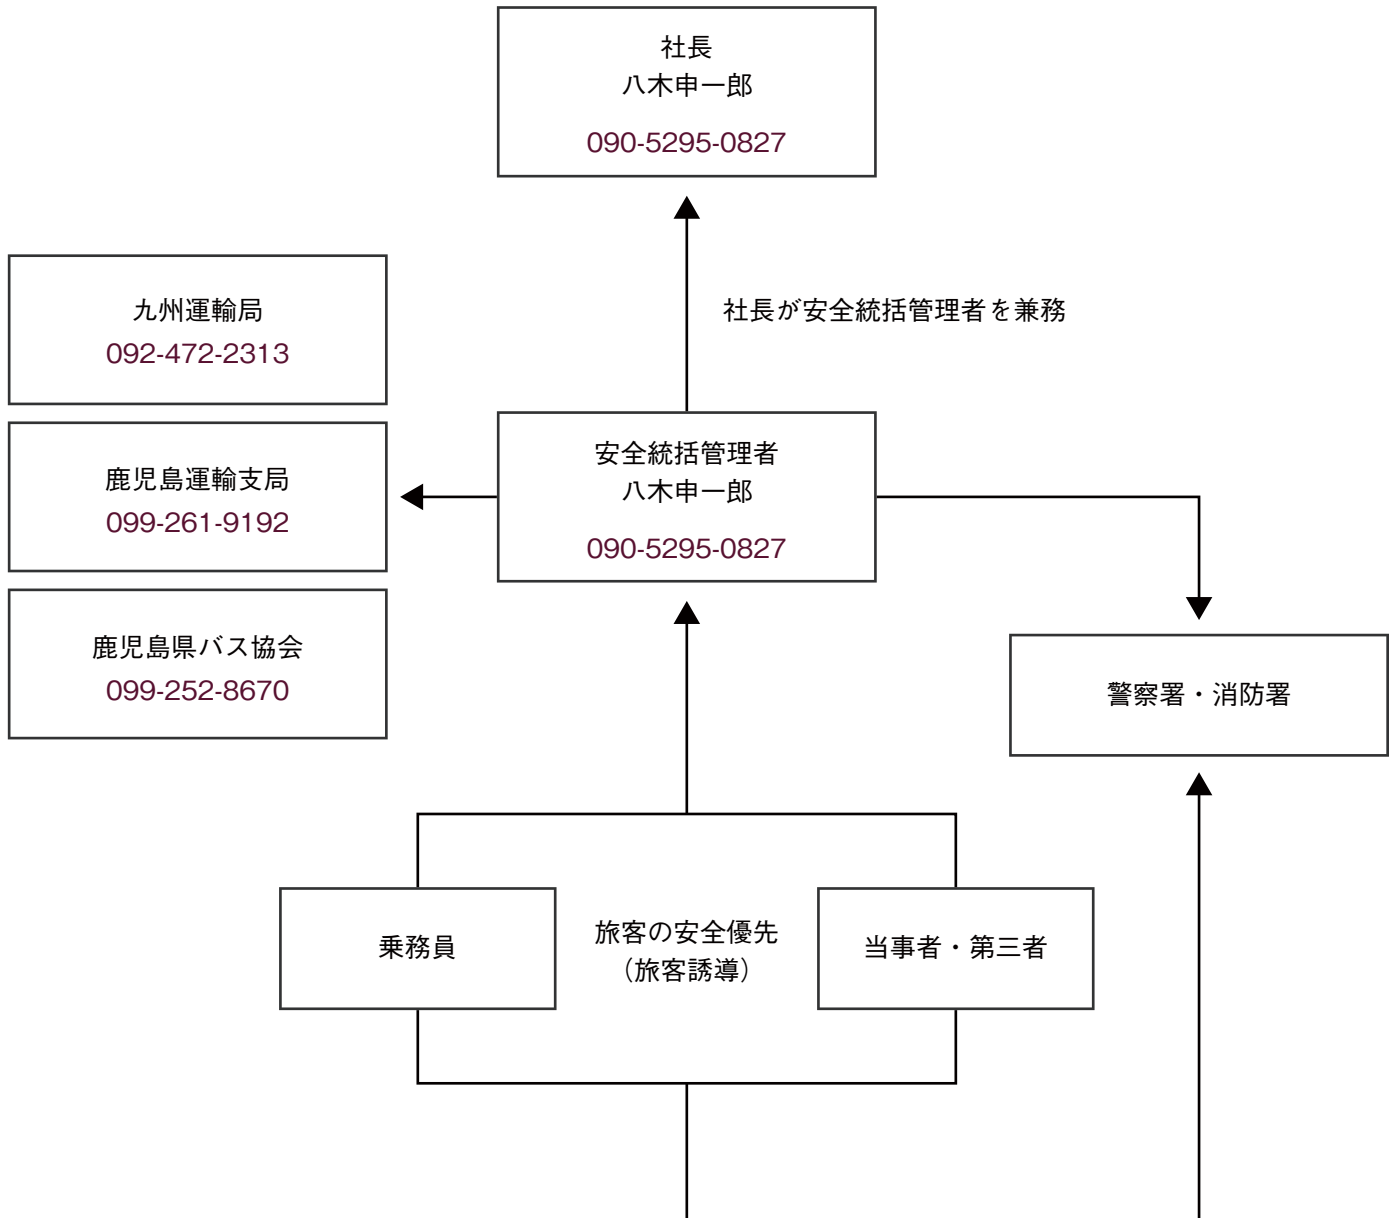 社長
八木申一郎
090-5295-0827
九州運輸局
092-472-2313
社長が安全統括管理者を兼務
鹿児島運輸支局
099-261-9192
安全統括管理者
八木申一郎
090-5295-0827
鹿児島県バス協会
099-252-8670
警察署・消防署
乗務員
旅客の安全優先
（旅客誘導）
当事者・第三者